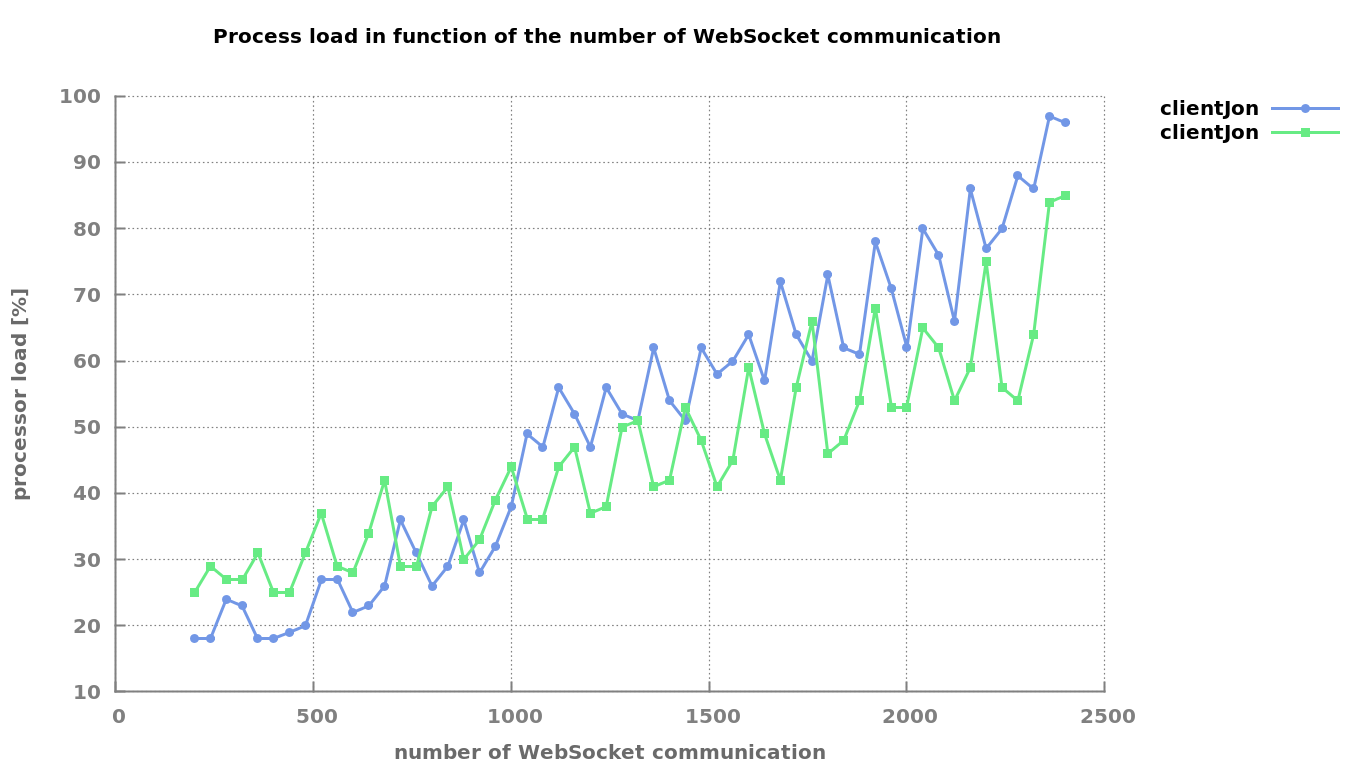 Process load in function of the number of WebSocket communication
clientJon
clientJon
100
90
80
70
60
50
40
30
20
10
processor load [%]
0 500 1000 1500 2000 2500
number of WebSocket communication